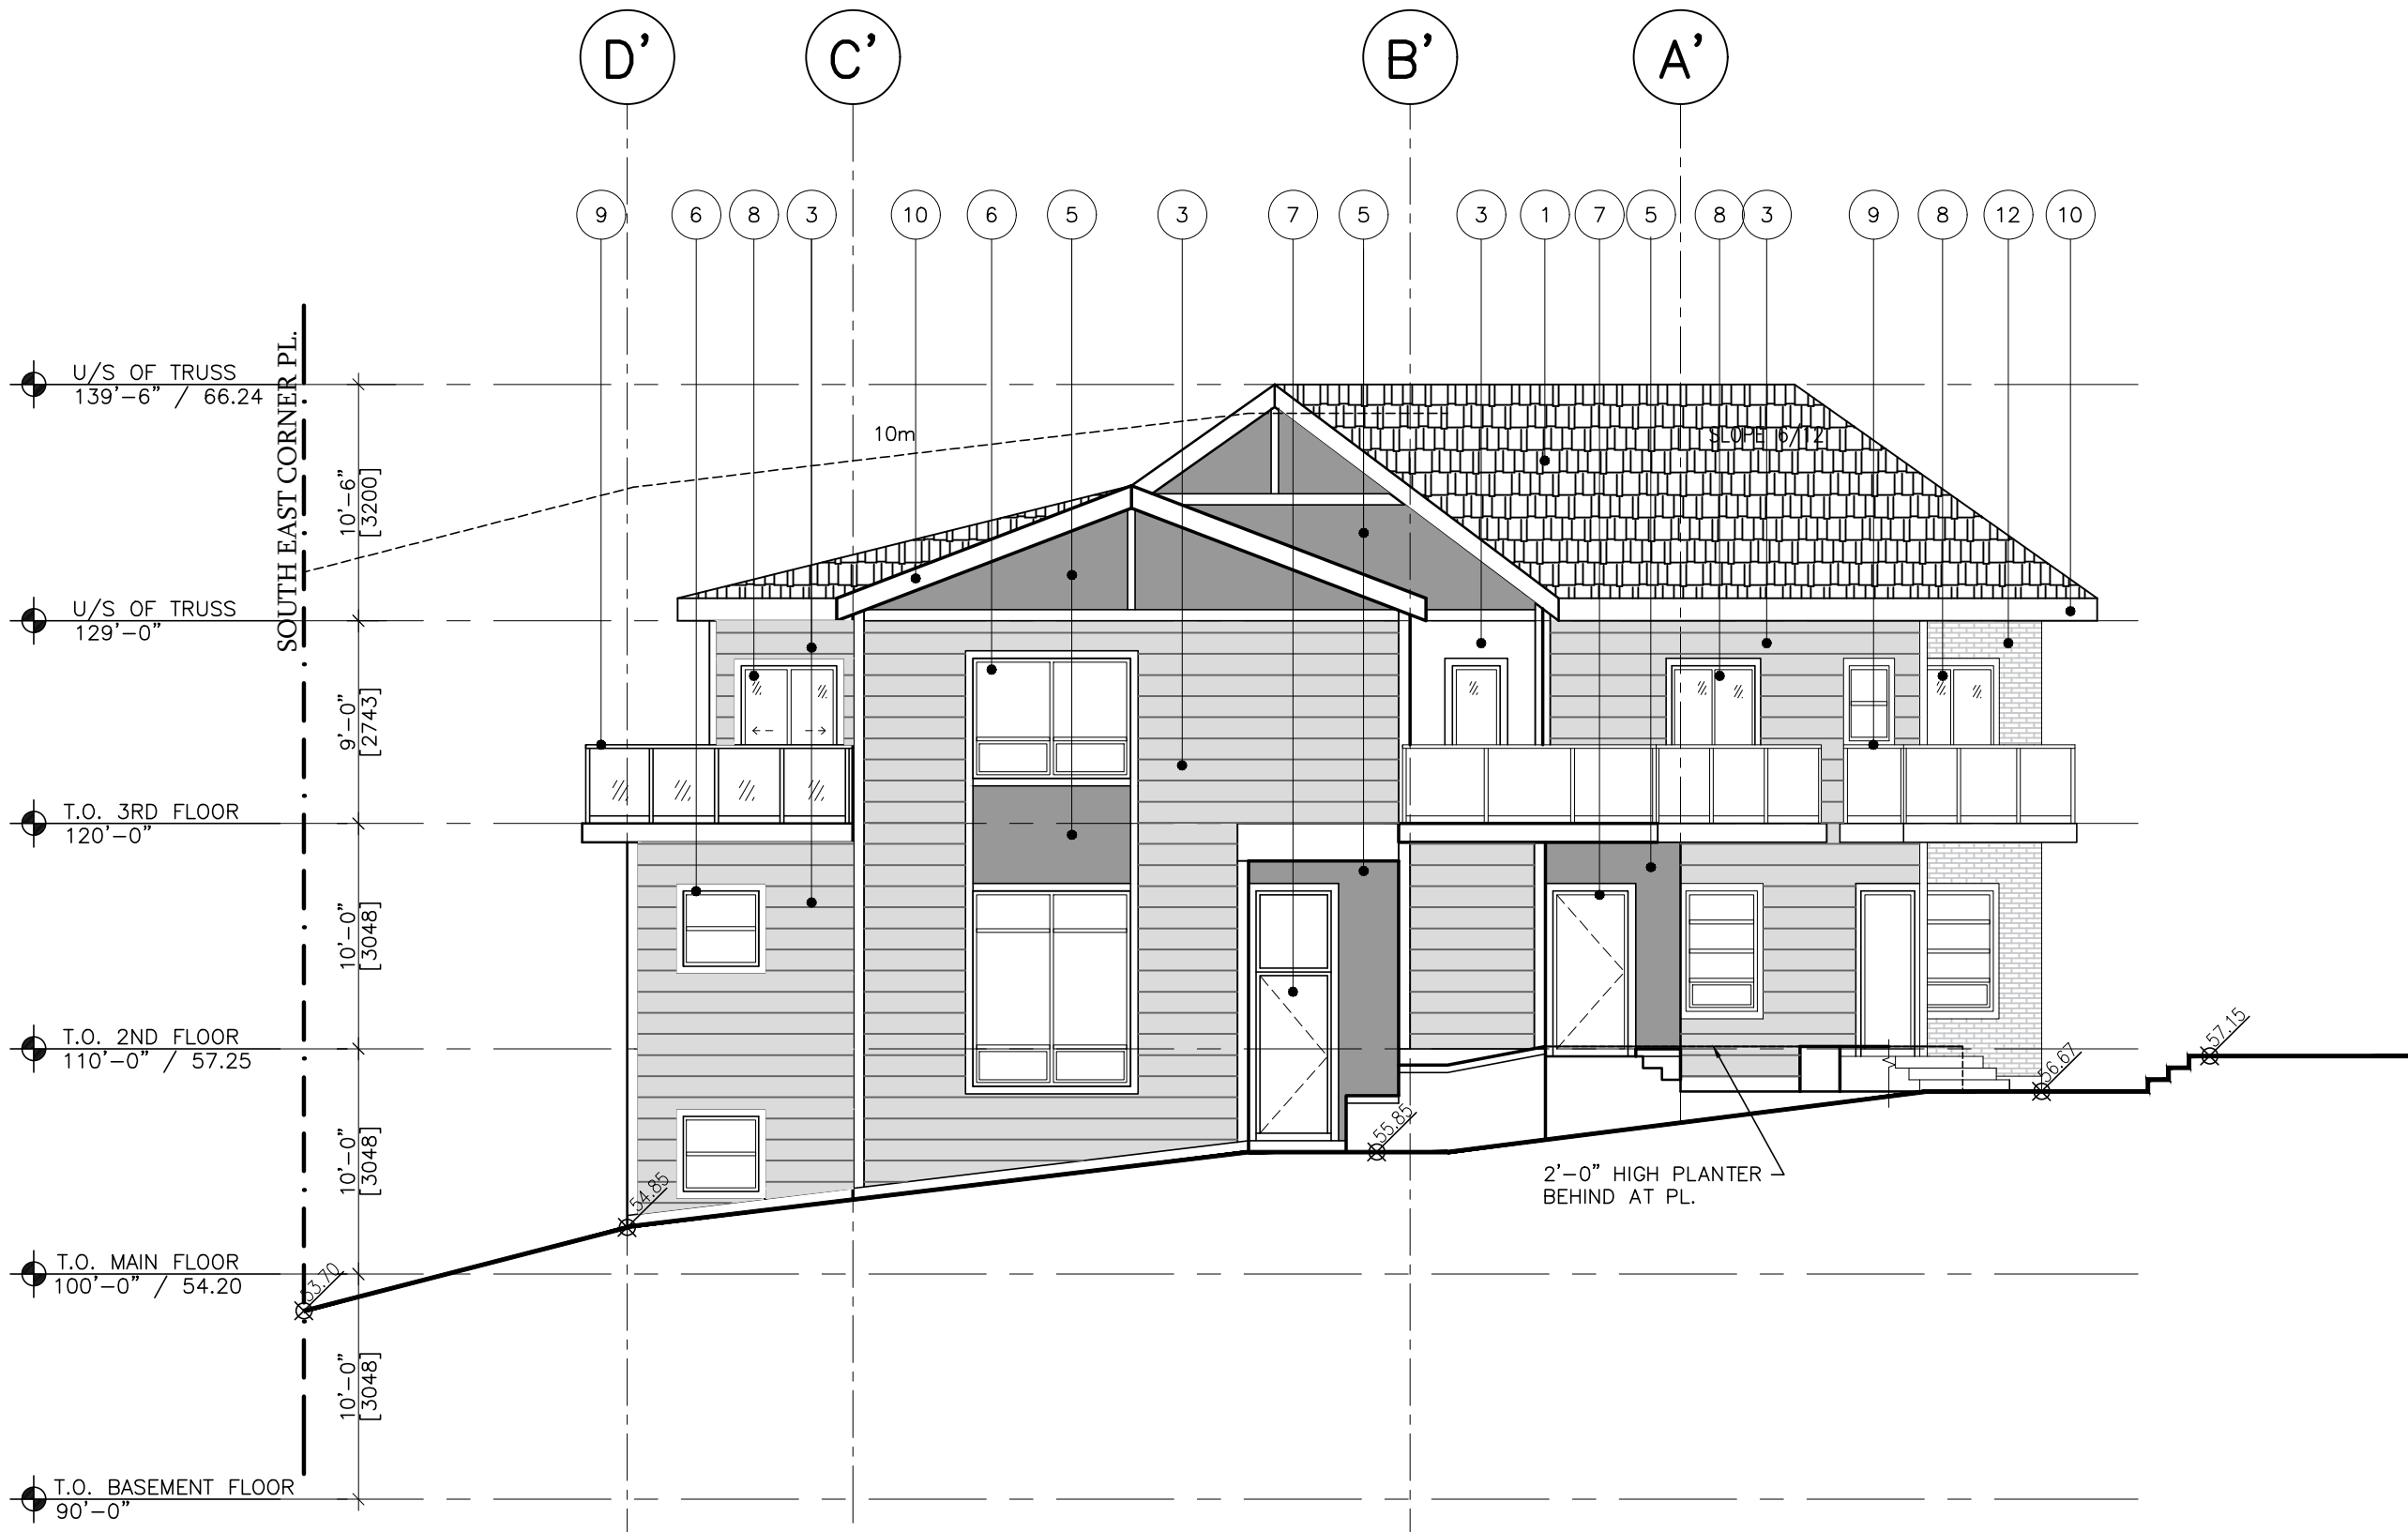 D' C' B' A'
9 6 8 3 10 6 5 3 7 5 3 1 7 5 8 3 9 8 12 10
SOUTH EAST CORNER PL.
U/S OF TRUSS
139'-6" / 66.24
10m
SLOPE 6/12
10'-6"
[3200]
U/S OF TRUSS
129'-0"
9'-0"
[2743]
T.O. 3RD FLOOR
120'-0"
10'-0"
[3048]
T.O. 2ND FLOOR
110'-0" / 57.25
57.15
56.67
55.85
10'-0"
[3048]
2'-0" HIGH PLANTER
BEHIND AT PL.
54.85
T.O. MAIN FLOOR
100'-0" / 54.20
53.70
10'-0"
[3048]
T.O. BASEMENT FLOOR
90'-0"